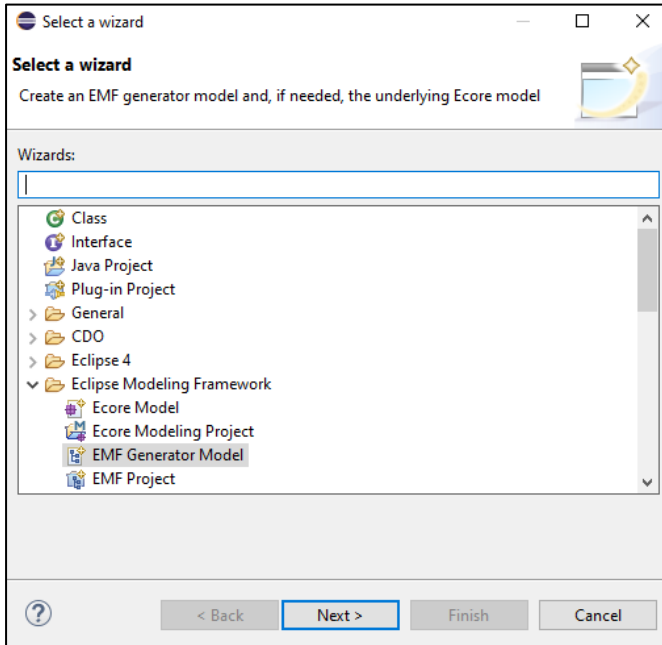 Select a wizard
Select a wizard
Create an EMF generator model and, if needed, the underlying Ecore model
Wizards:
Class
Interface
Java Project
Plug-in Project
General
CDO
Eclipse 4
Eclipse Modeling Framework
Ecore Model
Ecore Modeling Project
EMF Generator Model
EMF Project
? < Back Next > Finish Cancel